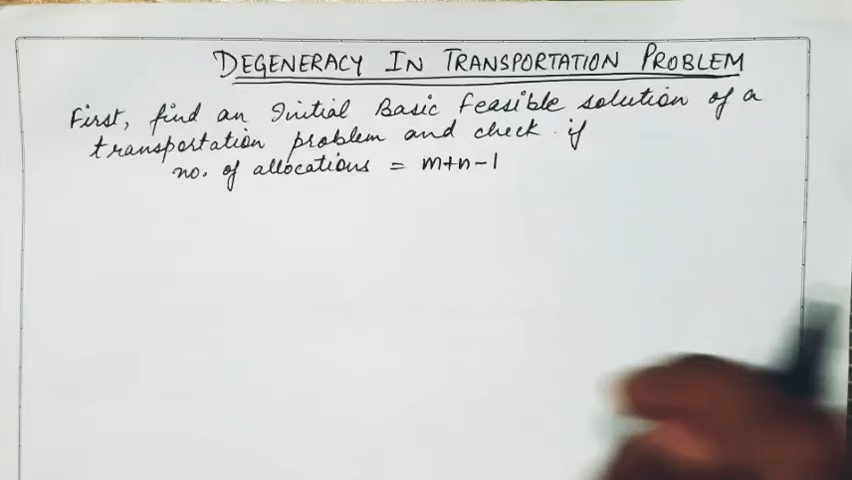 DEGENERACY IN TRANSPORTATION PROBLEM
First, find an Initial Basic feasible solution of a
transportation problem and check if
no. of allocations = m+n-1